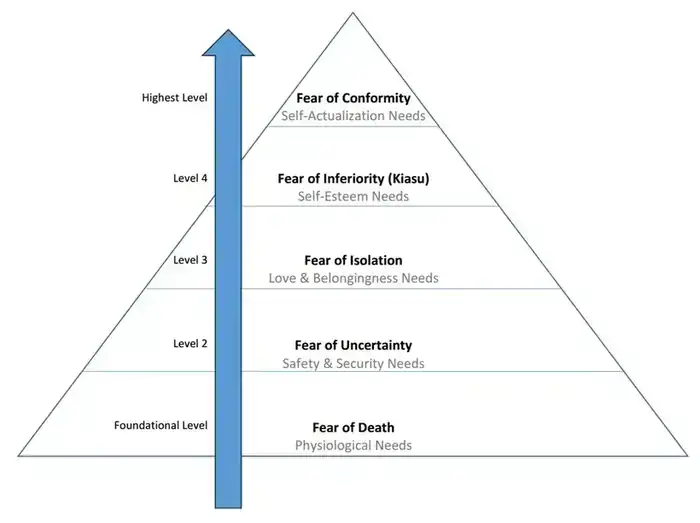 Highest Level
Fear of Conformity
Self-Actualization Needs
Level 4
Fear of Inferiority (Kiasu)
Self-Esteem Needs
Level 3
Fear of Isolation
Love & Belongingness Needs
Level 2
Fear of Uncertainty
Safety & Security Needs
Foundational Level
Fear of Death
Physiological Needs